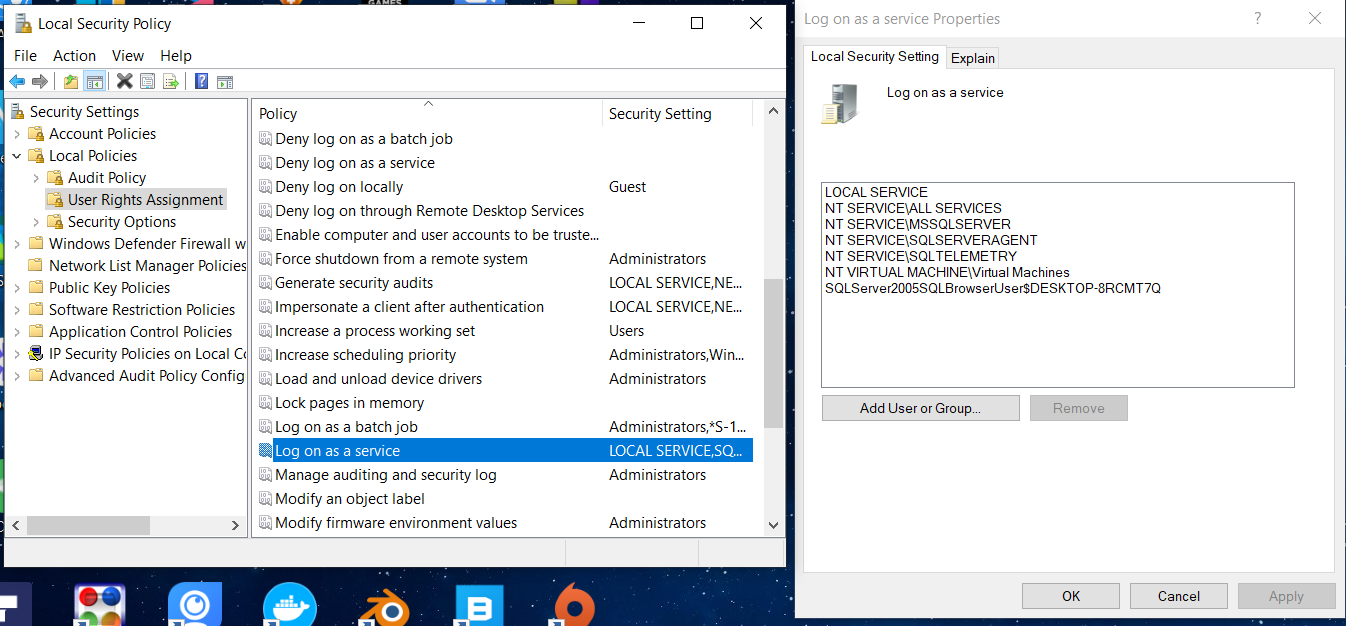 GAMES
Local Security Policy
File Action View Help
Security Settings
Account Policies
Local Policies
Audit Policy
User Rights Assignment
Security Options
Windows Defender Firewall w
Network List Manager Policies
Public Key Policies
Software Restriction Policies
Application Control Policies
IP Security Policies on Local Co
Advanced Audit Policy Config
Policy Security Setting
Deny log on as a batch job
Deny log on as a service
Deny log on locally Guest
Deny log on through Remote Desktop Services
Enable computer and user accounts to be truste...
Force shutdown from a remote system Administrators
Generate security audits LOCAL SERVICE,NE...
Impersonate a client after authentication LOCAL SERVICE,NE...
Increase a process working set Users
Increase scheduling priority Administrators,Win...
Load and unload device drivers Administrators
Lock pages in memory
Log on as a batch job Administrators,*S-1...
Log on as a service LOCAL SERVICE,SQ...
Manage auditing and security log Administrators
Modify an object label
Modify firmware environment values Administrators
Log on as a service Properties
?
Local Security Setting Explain
Log on as a service
LOCAL SERVICE
NT SERVICE\ALL SERVICES
NT SERVICE\MSSQLSERVER
NT SERVICE\SQLSERVERAGENT
NT SERVICE\SQLTELEMETRY
NT VIRTUAL MACHINE\Virtual Machines
SQLServer2005SQLBrowserUser$DESKTOP-8RCMT7Q
Add User or Group... Remove
OK Cancel Apply